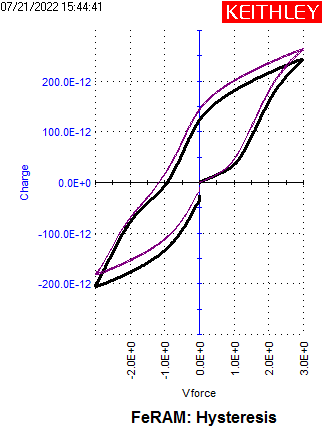 07/21/2022 15:44:41
KEITHLEY
200.0E-12
100.0E-12
0.0E+0
-100.0E-12
-200.0E-12
Charge
-2.0E+0
-1.0E+0
0.0E+0
1.0E+0
2.0E+0
3.0E+0
Vforce
FeRAM: Hysteresis